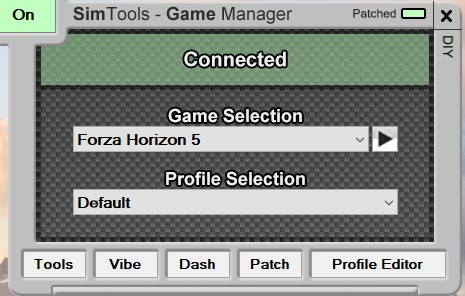 On
SimTools - Game Manager
Patched
DIY
Connected
Game Selection
Forza Horizon 5
Profile Selection
Default
Tools
Vibe
Dash
Patch
Profile Editor